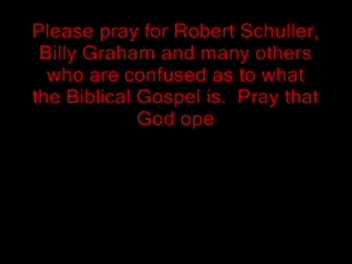 Please pray for Robert Schuller,
Billy Graham and many others
who are confused as to what
the Biblical Gospel is.  Pray that
God ope